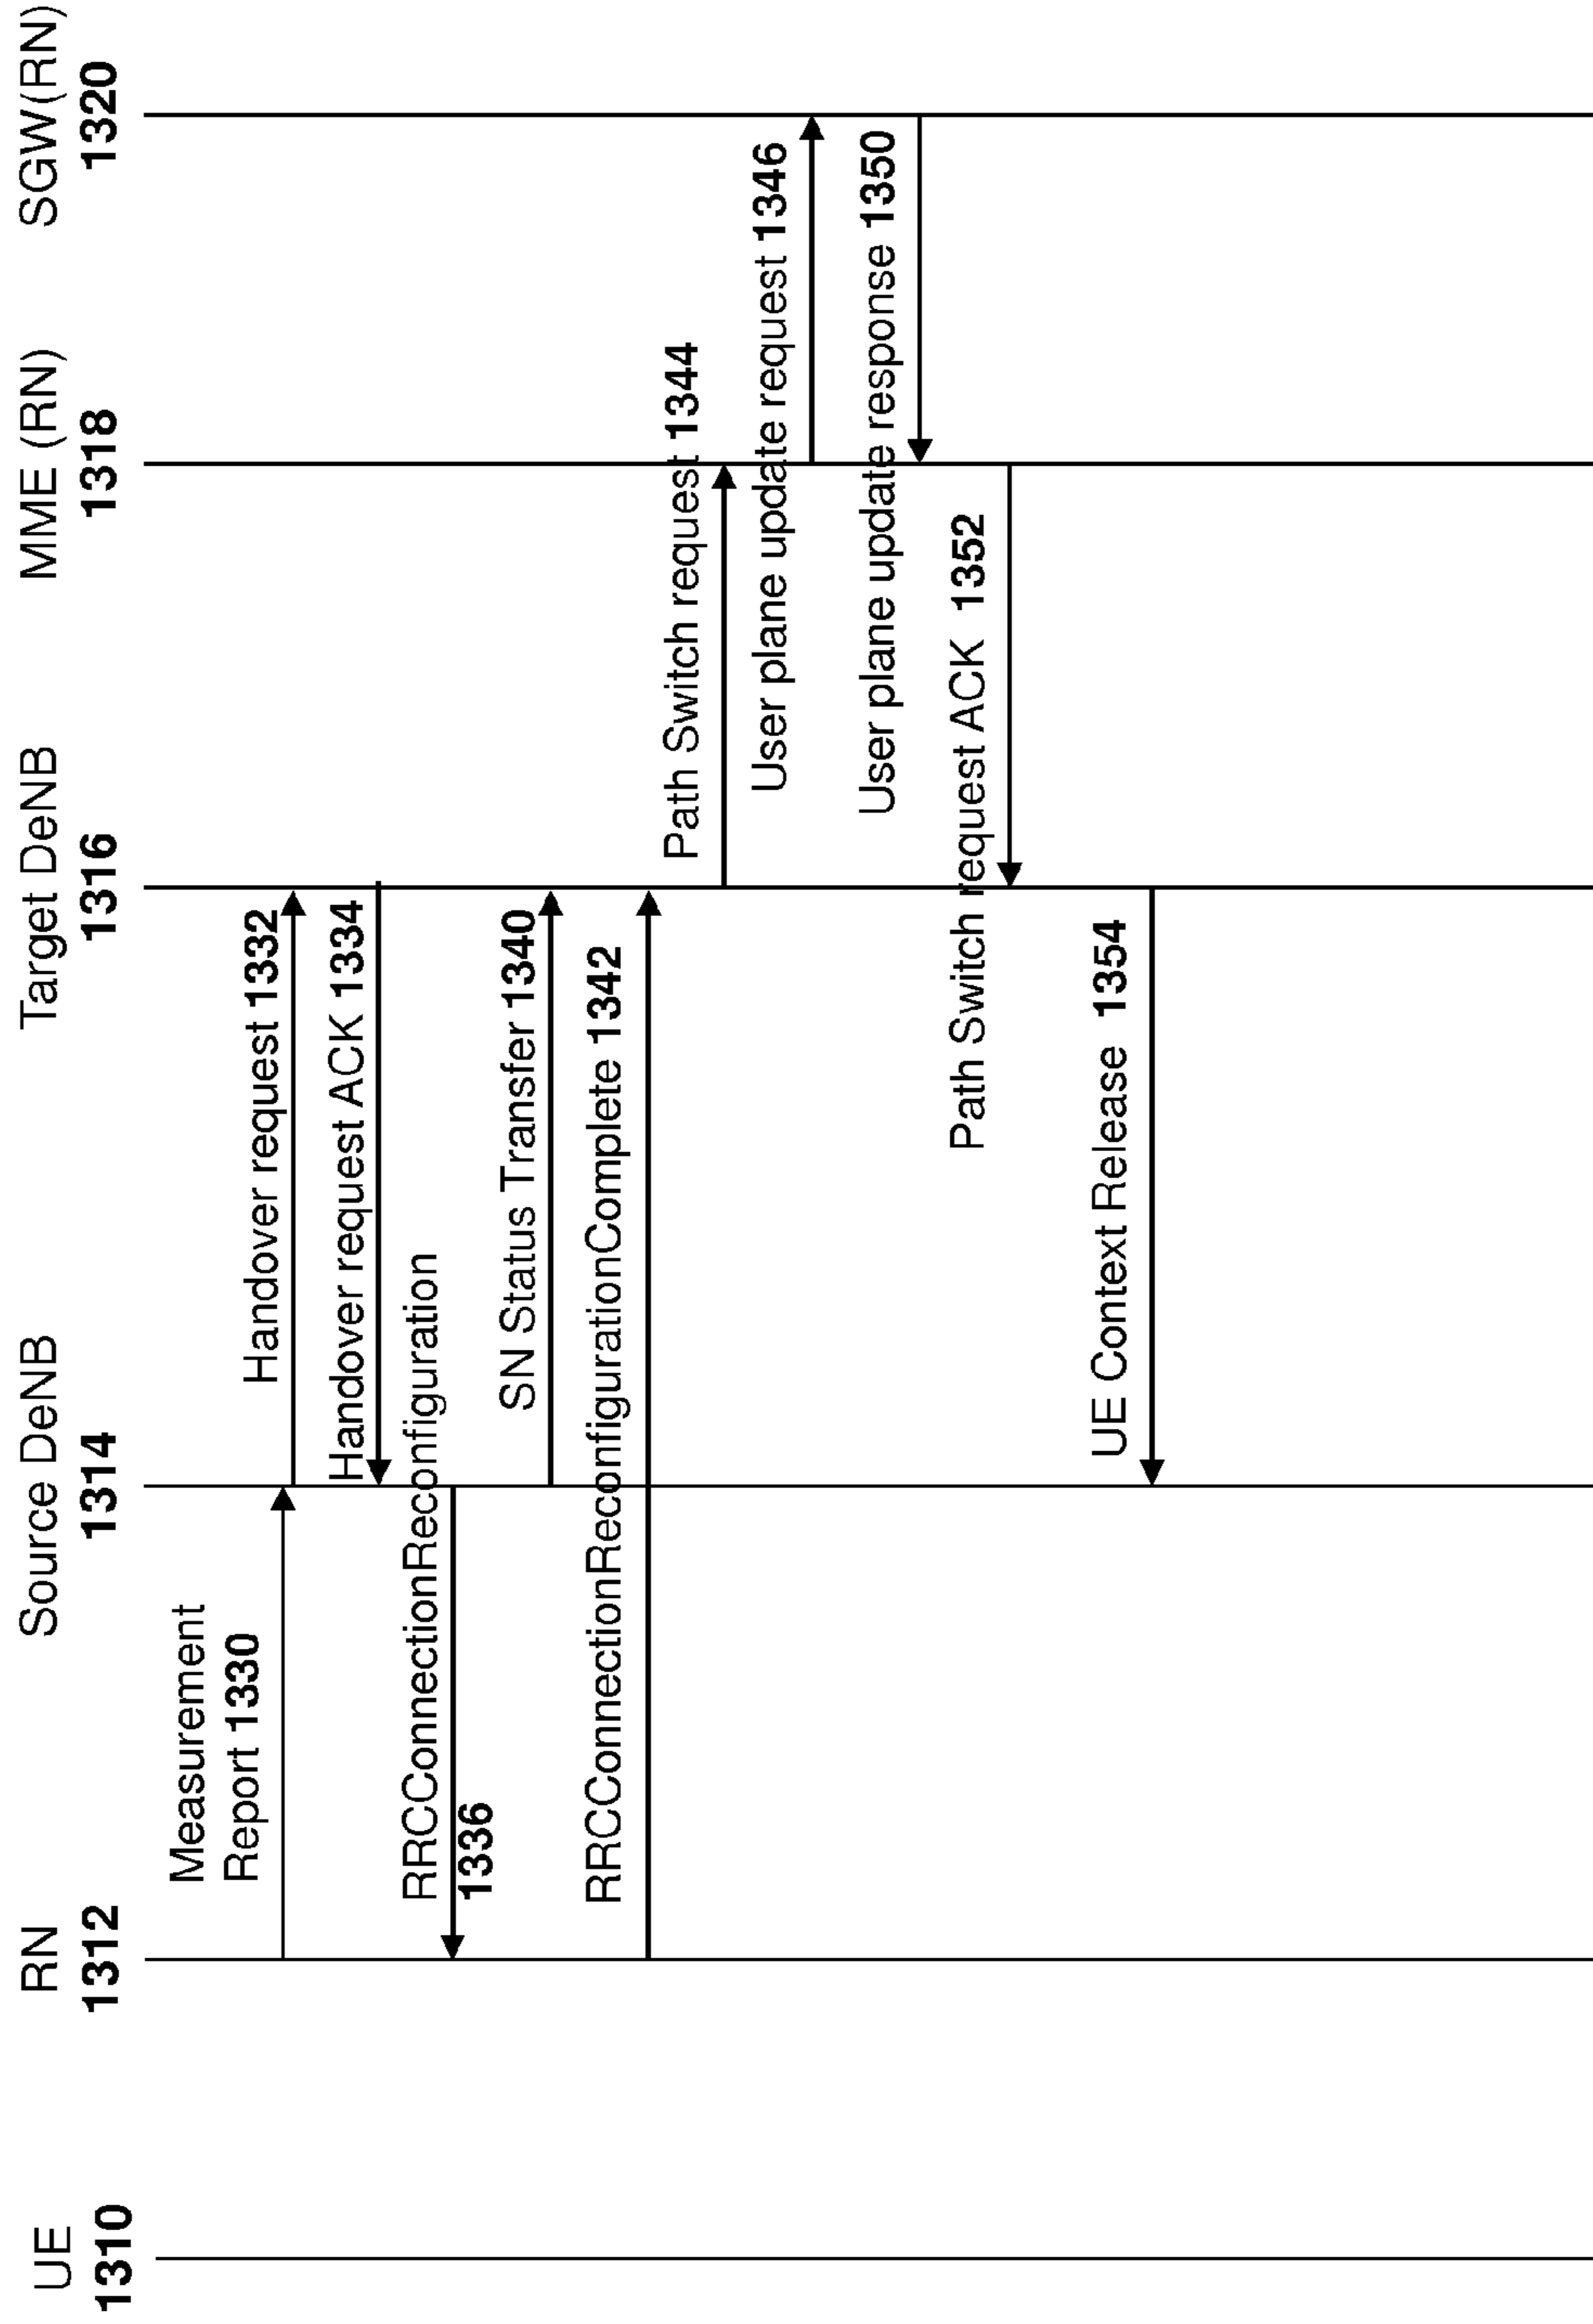 UE
1310
RN
1312
Source DeNB
1314
Target DeNB
1316
MME (RN)
1318
SGW(RN)
1320
Measurement
Report 1330
Handover request 1332
Handover request ACK 1334
RRCConnectionReconfiguration
1336
SN Status Transfer 1340
RRCConnectionReconfigurationComplete 1342
Path Switch request 1344
User plane update request 1346
User plane update response 1350
Path Switch request ACK 1352
UE Context Release 1354